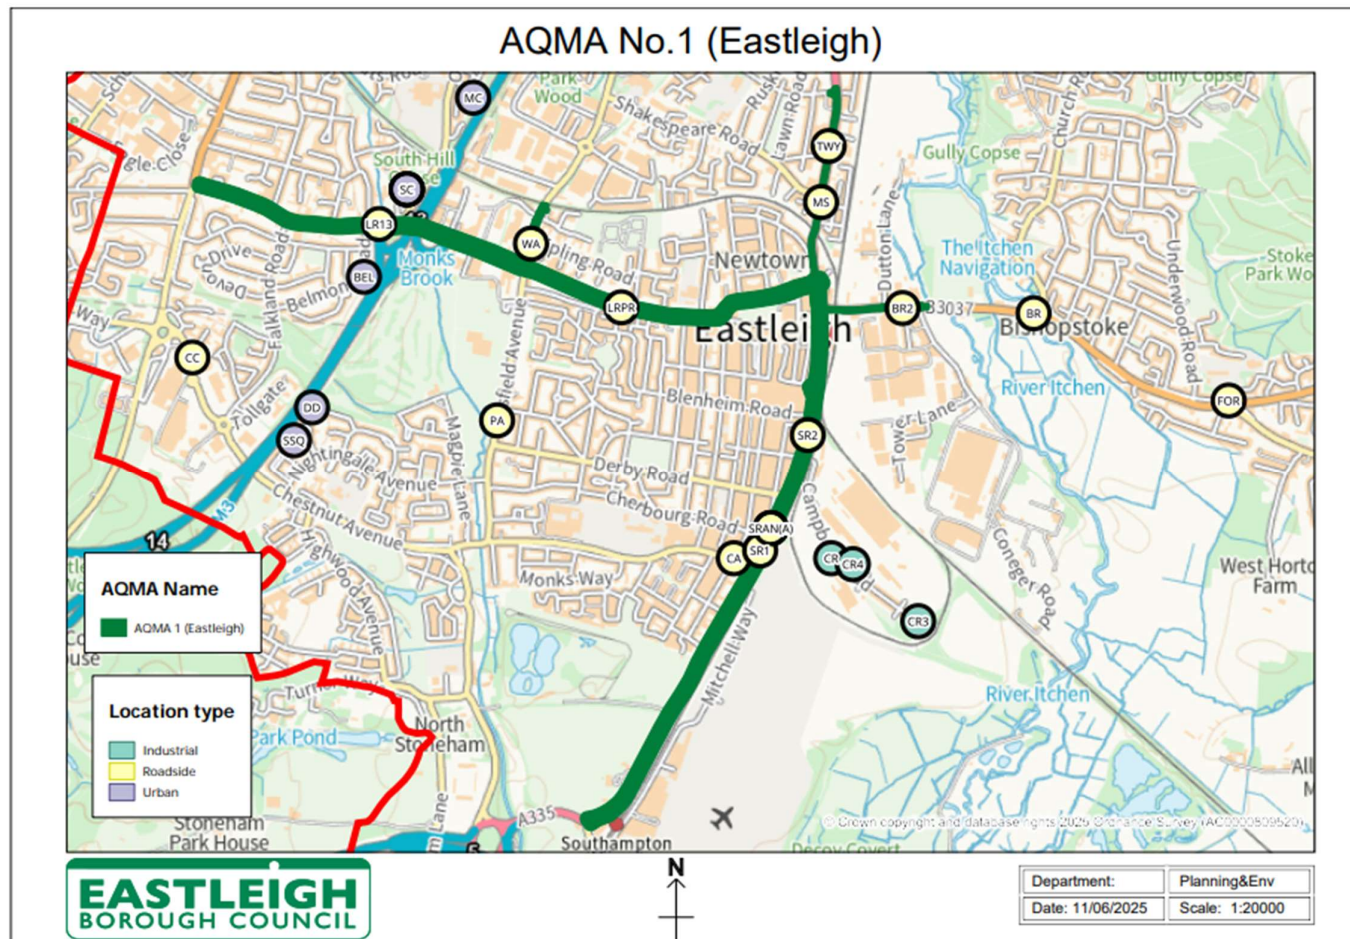 AQMA No.1 (Eastleigh)
MC
Park
Wood
Shakespeare Road
Lawn Road
Church
Gully Copse
TWY
Gully Copse
South Hill
SC
MS
LR13
WA
Dutton Lane
The Itchen
Navigation
Underwood Road
Stoke
Park
Drive
Falkland Road
BEL
Monks
Brook
Newtown
LRPR
BR2
B3037
BR
Eastleigh
Bishopstoke
Way
CC
River Itchen
DD
Tollgate
Blenheim Road
FOR
SSQ
PA
SR2
Tower Lane
Nightingale Avenue
Magpie Lane
Derby Road
M3
Chestnut Avenue
Cherbourg Road
14
SRAN(A)
CA
SR1
CR
CR4
Highwood Avenue
Monks Way
Conegar Road
West Horto
Farm
AQMA Name
AQMA 1 (Eastleigh)
CR3
Mitchell Way
Location type
Industrial
Roadside
Urban
River Itchen
North
Stoneham
Park Pond
Stoneham
Park House
A335
Southampton
© Crown copyright and database rights 2025 Ordnance Survey (AC0000809520)
Decoy Covert
EASTLEIGH
BOROUGH COUNCIL
N
Department: Planning&Env
Date: 11/06/2025 Scale: 1:20000